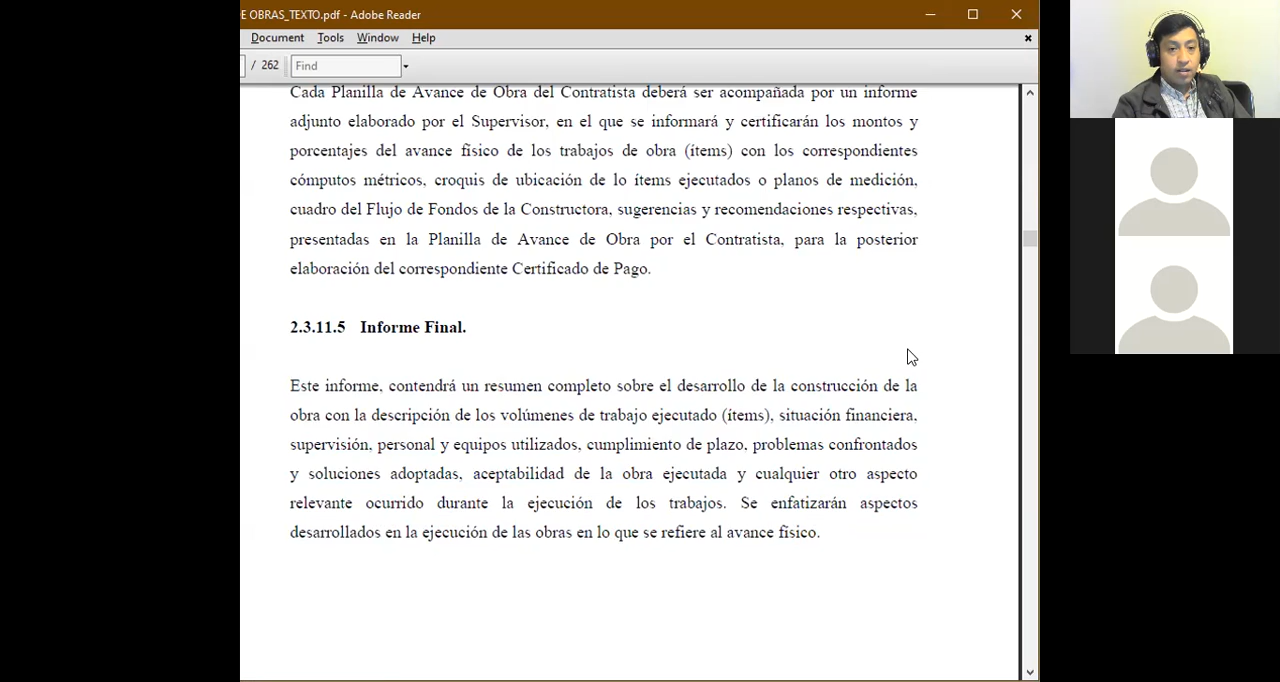 E OBRAS_TEXTO.pdf - Adobe Reader
Document Tools Window Help
/ 262 Find
Cada Planilla de Avance de Obra del Contratista deberá ser acompañada por un informe
adjunto elaborado por el Supervisor, en el que se informará y certificarán los montos y
porcentajes del avance físico de los trabajos de obra (ítems) con los correspondientes
cómputos métricos, croquis de ubicación de lo ítems ejecutados o planos de medición,
cuadro del Flujo de Fondos de la Constructora, sugerencias y recomendaciones respectivas,
presentadas en la Planilla de Avance de Obra por el Contratista, para la posterior
elaboración del correspondiente Certificado de Pago.
2.3.11.5 Informe Final.
Este informe, contendrá un resumen completo sobre el desarrollo de la construcción de la
obra con la descripción de los volúmenes de trabajo ejecutado (ítems), situación financiera,
supervisión, personal y equipos utilizados, cumplimiento de plazo, problemas confrontados
y soluciones adoptadas, aceptabilidad de la obra ejecutada y cualquier otro aspecto
relevante ocurrido durante la ejecución de los trabajos. Se enfatizarán aspectos
desarrollados en la ejecución de las obras en lo que se refiere al avance físico.